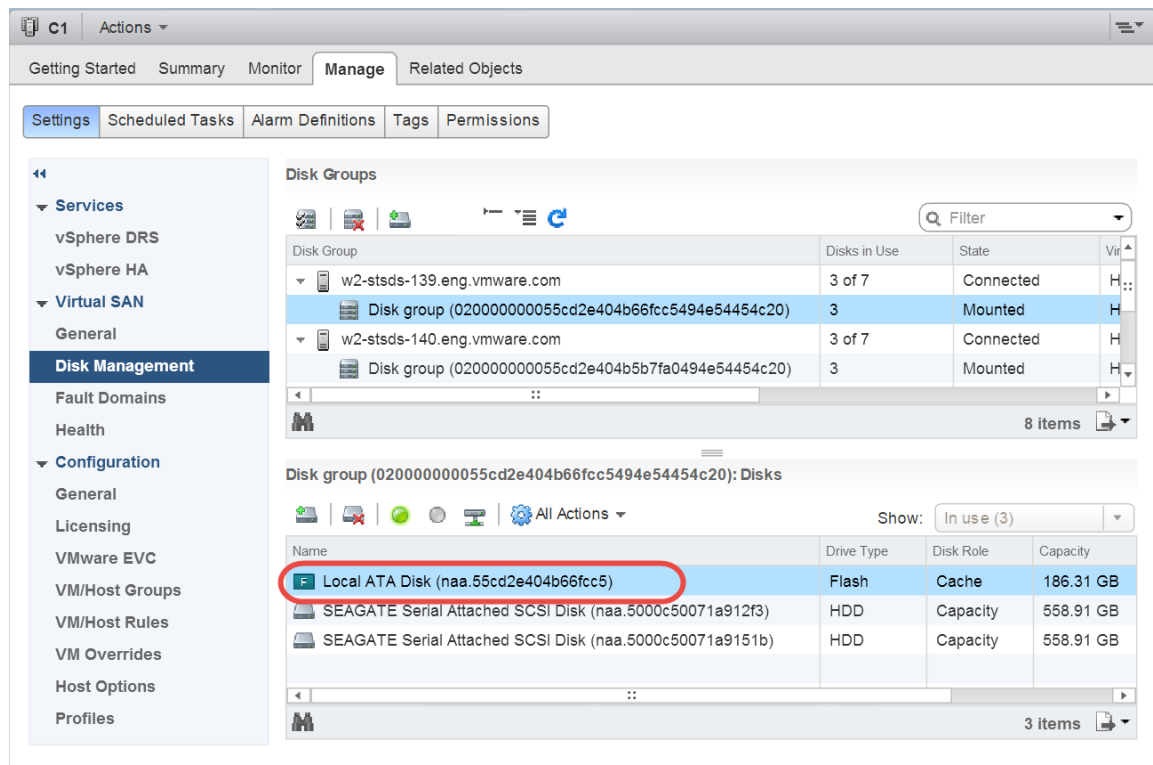 C1 Actions
Getting Started Summary Monitor Manage Related Objects
Settings Scheduled Tasks Alarm Definitions Tags Permissions
Services
vSphere DRS
vSphere HA
Virtual SAN
General
Disk Management
Fault Domains
Health
Configuration
General
Licensing
VMware EVC
VM/Host Groups
VM/Host Rules
VM Overrides
Host Options
Profiles
Disk Groups
Filter
Disk Group Disks in Use State Vir
w2-stsds-139.eng.vmware.com 3 of 7 Connected H
Disk group (020000000055cd2e404b66fcc5494e54454c20) 3 Mounted H
w2-stsds-140.eng.vmware.com 3 of 7 Connected H
Disk group (020000000055cd2e404b5b7fa0494e54454c20) 3 Mounted H
8 items
Disk group (020000000055cd2e404b66fcc5494e54454c20): Disks
All Actions Show: In use (3)
Name Drive Type Disk Role Capacity
F Local ATA Disk (naa.55cd2e404b66fcc5) Flash Cache 186.31 GB
SEAGATE Serial Attached SCSI Disk (naa.5000c50071a912f3) HDD Capacity 558.91 GB
SEAGATE Serial Attached SCSI Disk (naa.5000c50071a9151b) HDD Capacity 558.91 GB
3 items